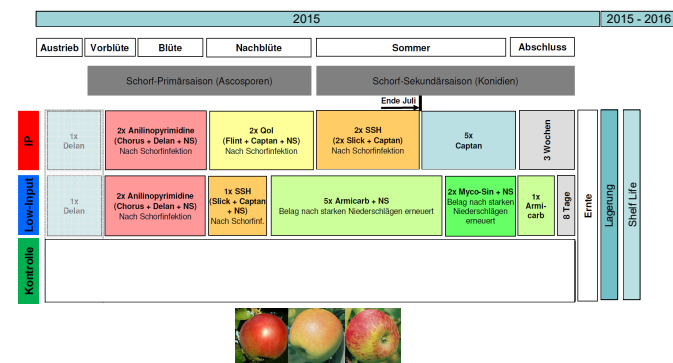 2015
2015 - 2016
Austrieb
Vorblüte
Blüte
Nachblüte
Sommer
Abschluss
Schorf-Primärsaison (Ascosporen)
Schorf-Sekundärsaison (Konidien)
Ende Juli
IP
1x
Delan
2x Anilinopyrimidine
(Chorus + Delan + NS)
Nach Schorfinfektion
2x QoI
(Flint + Captan + NS)
Nach Schorfinfektion
2x SSH
(2x Slick + Captan)
Nach Schorfinfektion
5x
Captan
3 Wochen
Low-Input
1x
Delan
2x Anilinopyrimidine
(Chorus + Delan + NS)
Nach Schorfinfektion
1x SSH
(Slick + Captan
+ NS)
Nach Schorfinf.
5x Armicarb + NS
Belag nach starken Niederschlägen erneuert
2x Myco-Sin + NS
Belag nach starken
Niederschlägen
erneuert
1x
Armi-
carb
8 Tage
Kontrolle
Ernte
Lagerung
Shelf Life